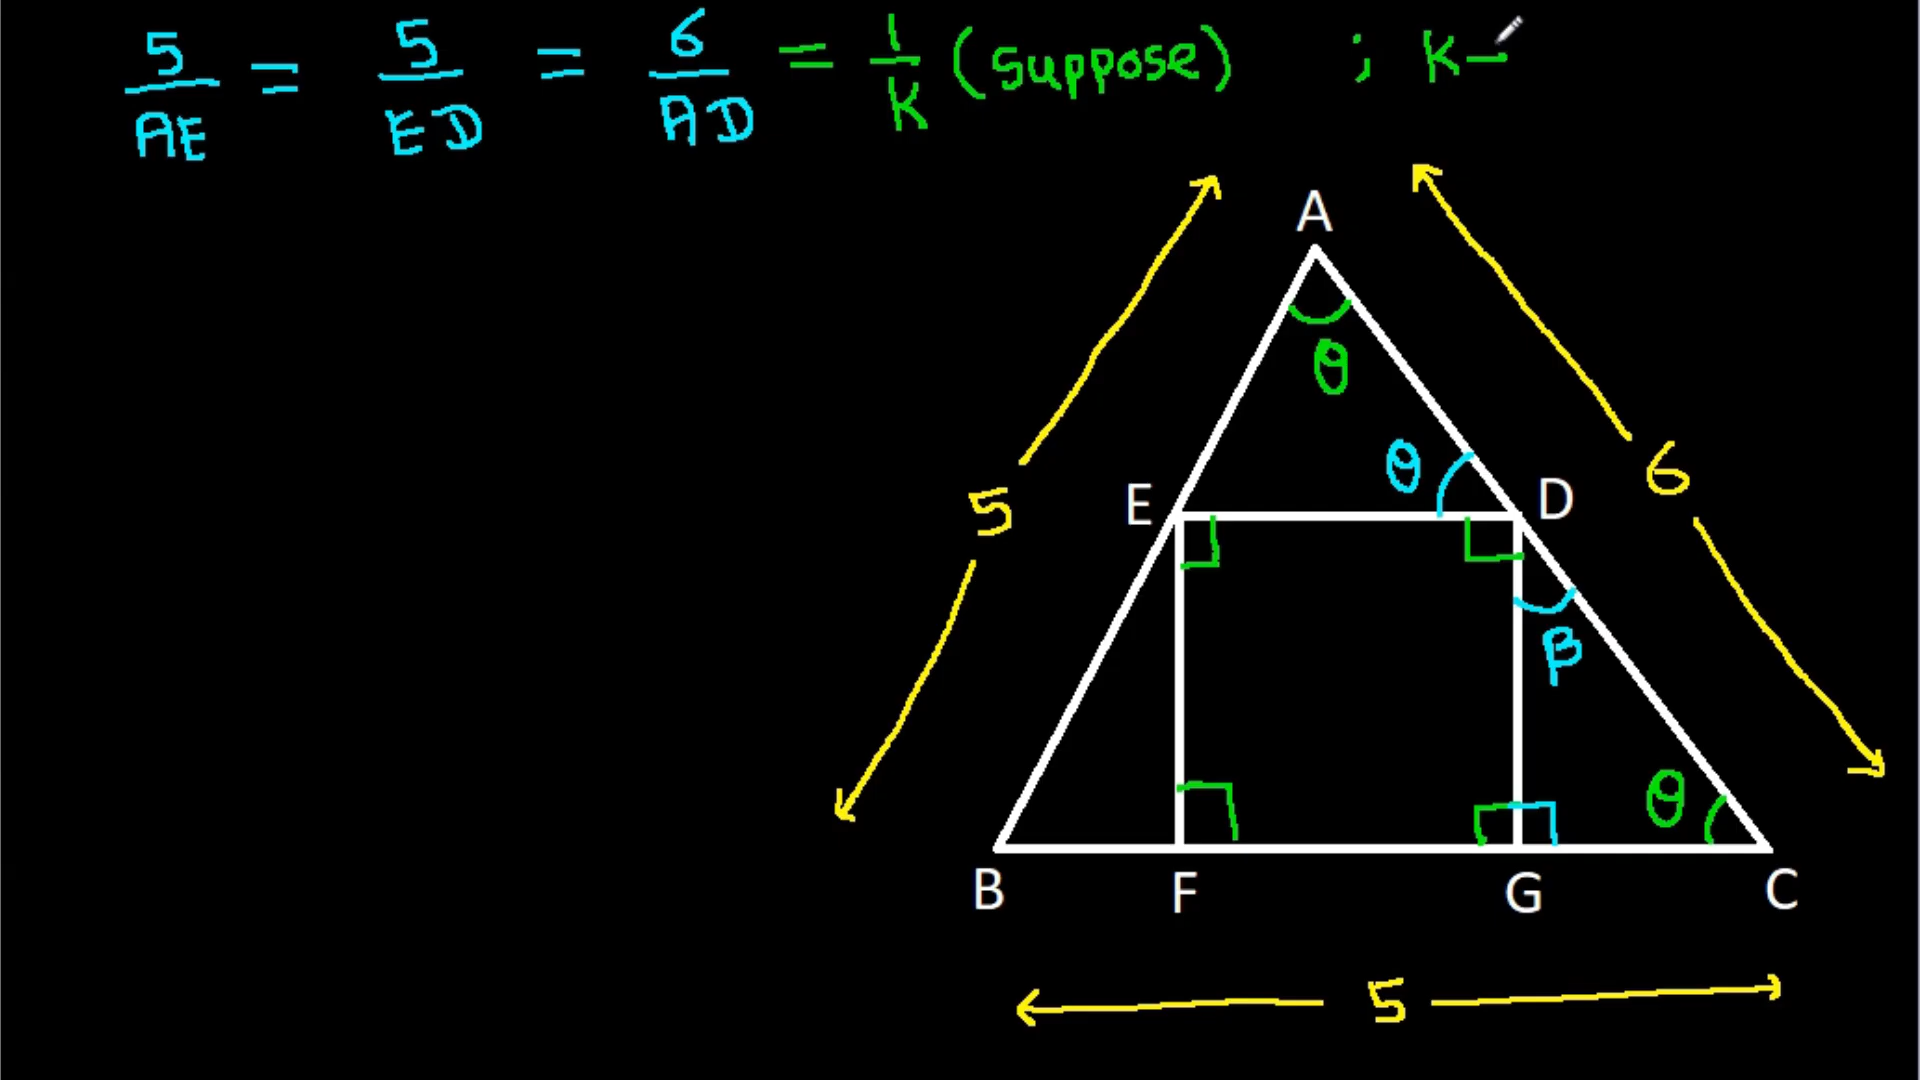 5/AE = 5/ED = 6/AD = 1/K (suppose) ; K-
A
θ
θ
6
5
E
D
β
θ
B
F
G
C
5